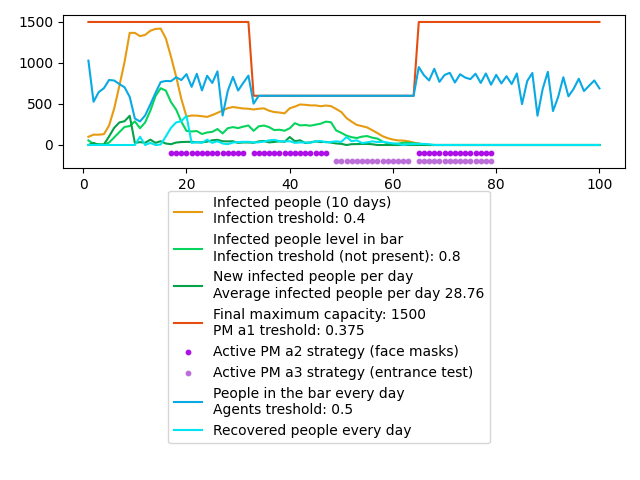 1500
1000
500
0
0
20
40
60
80
100
Infected people (10 days)
Infection treshold: 0.4
Infected people level in bar
Infection treshold (not present): 0.8
New infected people per day
Average infected people per day 28.76
Final maximum capacity: 1500
PM a1 treshold: 0.375
Active PM a2 strategy (face masks)
Active PM a3 strategy (entrance test)
People in the bar every day
Agents treshold: 0.5
Recovered people every day